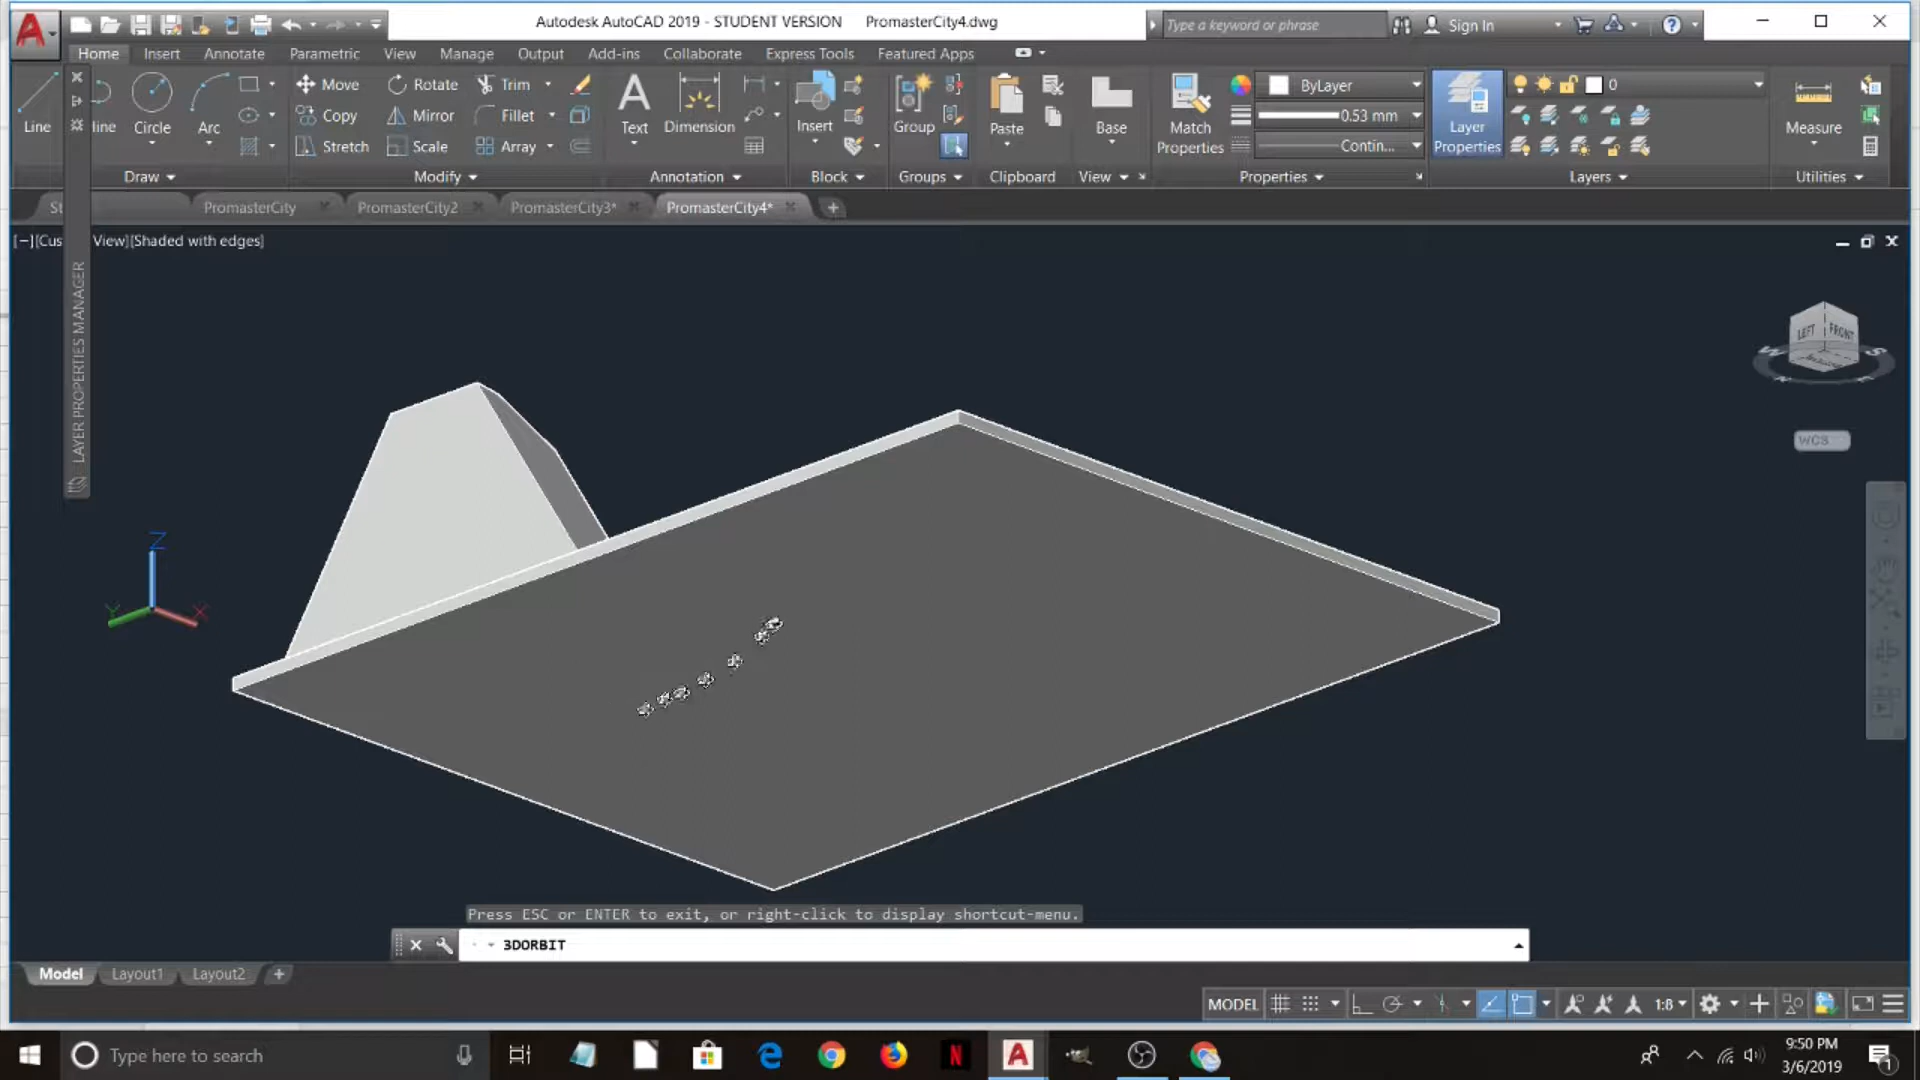 Autodesk AutoCAD 2019 - STUDENT VERSION PromasterCity4.dwg
Type a keyword or phrase
Sign In
Home Insert Annotate Parametric View Manage Output Add-ins Collaborate Express Tools Featured Apps
Line
line
Circle
Arc
Move
Copy
Stretch
Rotate
Mirror
Scale
Trim
Fillet
Array
Text
Dimension
Insert
Group
Paste
Base
Match
Properties
ByLayer
0.53 mm
Contin...
Layer
Properties
0
Measure
Draw Modify Annotation Block Groups Clipboard View Properties Layers Utilities
St PromasterCity PromasterCity2 PromasterCity3* PromasterCity4*
[−][Cus View][Shaded with edges]
LAYER PROPERTIES MANAGER
LEFT FRONT
W S
WCS
Z
Y X
Press ESC or ENTER to exit, or right-click to display shortcut-menu.
3DORBIT
Model Layout1 Layout2
MODEL 1:8
Type here to search
9:50 PM
3/6/2019
1